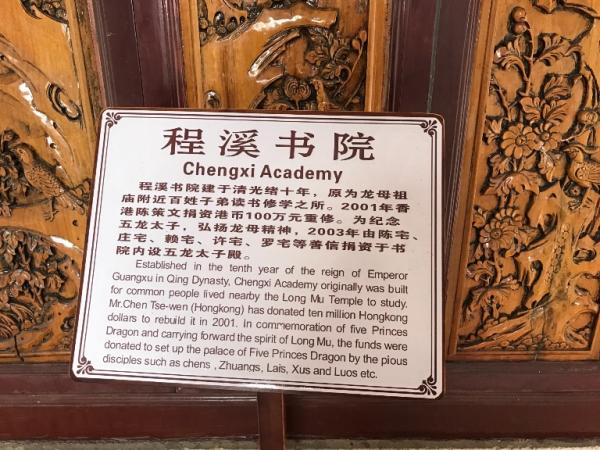 程溪书院
Chengxi Academy
程溪书院建于清光绪十年，原为龙母祖
庙附近百姓子弟读书修学之所。2001年香
港陈策文捐资港币100万元重修。为纪念
五龙太子，弘扬龙母精神，2003年由陈宅、
庄宅、赖宅、许宅、罗宅等善信捐资于书
院内设五龙太子殿。
Established in the tenth year of the reign of Emperor
Guangxu in Qing Dynasty, Chengxi Academy originally was built
for common people lived nearby the Long Mu Temple to study.
Mr.Chen Tse-wen (Hongkong) has donated ten million Hongkong
dollars to rebuild it in 2001. In commemoration of five Princes
Dragon and carrying forward the spirit of Long Mu, the funds were
donated to set up the palace of Five Princes Dragon by the pious
disciples such as chens , Zhuangs, Lais, Xus and Luos etc.